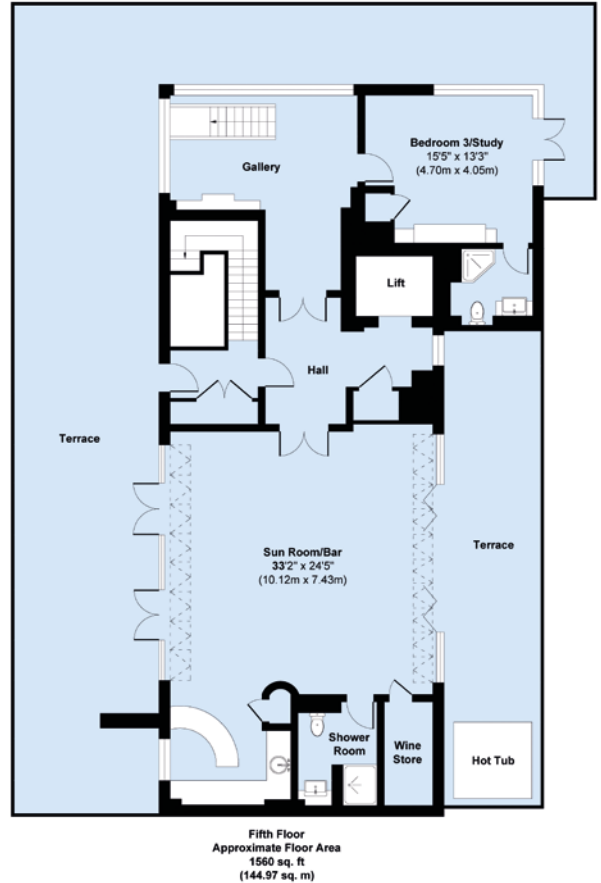 Bedroom 3/Study
15'5" x 13'3"
(4.70m x 4.05m)
Gallery
Lift
Hall
Terrace
Sun Room/Bar
33'2" x 24'5"
(10.12m x 7.43m)
Terrace
Shower
Room
Wine
Store
Hot Tub
Fifth Floor
Approximate Floor Area
1560 sq. ft
(144.97 sq. m)